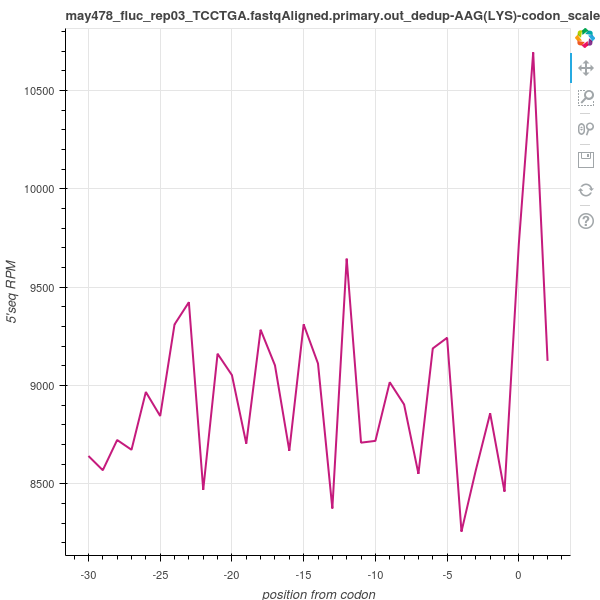 may478_fluc_rep03_TCCTGA.fastqAligned.primary.out_dedup-AAG(LYS)-codon_scale
10500
10000
9500
9000
8500
5'seq RPM
-30 -25 -20 -15 -10 -5 0
position from codon